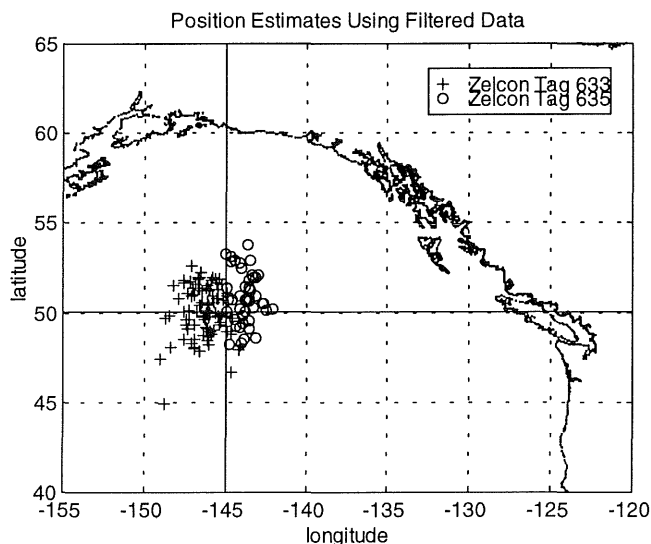 Position Estimates Using Filtered Data
65
60
55
50
45
40
latitude
+ Zelcon Tag 633
o Zelcon Tag 635
-155 -150 -145 -140 -135 -130 -125 -120
longitude